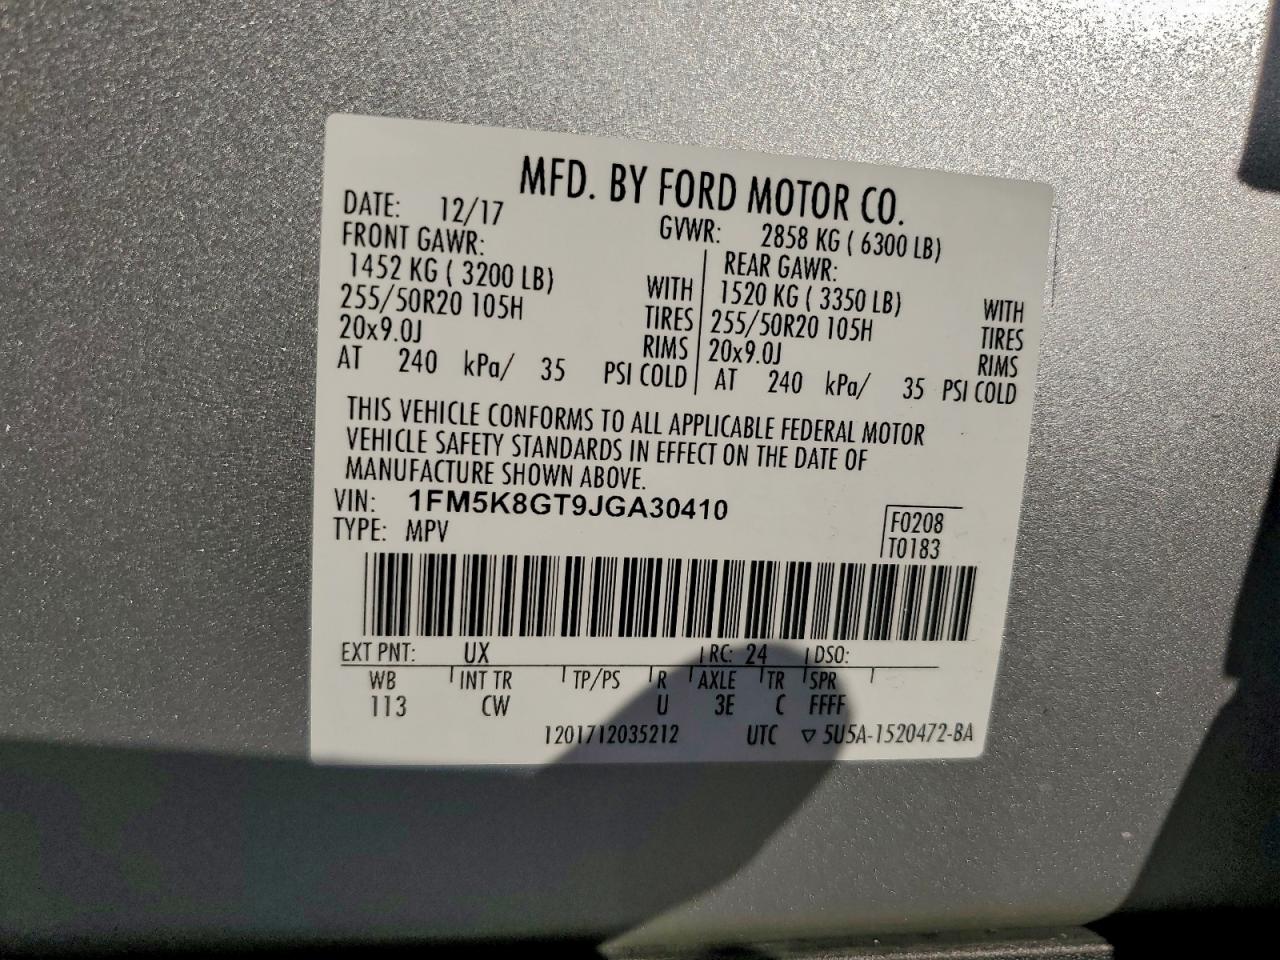 MFD. BY FORD MOTOR CO.
DATE: 12/17 GVWR: 2858 KG ( 6300 LB)
FRONT GAWR: REAR GAWR:
1452 KG ( 3200 LB) WITH 1520 KG ( 3350 LB) WITH
255/50R20 105H TIRES 255/50R20 105H TIRES
20x9.0J RIMS 20x9.0J RIMS
AT 240 kPa/ 35 PSI COLD AT 240 kPa/ 35 PSI COLD
THIS VEHICLE CONFORMS TO ALL APPLICABLE FEDERAL MOTOR
VEHICLE SAFETY STANDARDS IN EFFECT ON THE DATE OF
MANUFACTURE SHOWN ABOVE.
VIN: 1FM5K8GT9JGA30410 F0208
TYPE: MPV T0183
EXT PNT: UX RC: 24 DSO:
WB INT TR TP/PS R AXLE TR SPR
113 CW U 3E C FFFF
1201712035212 UTC ▽ 5U5A-1520472-BA